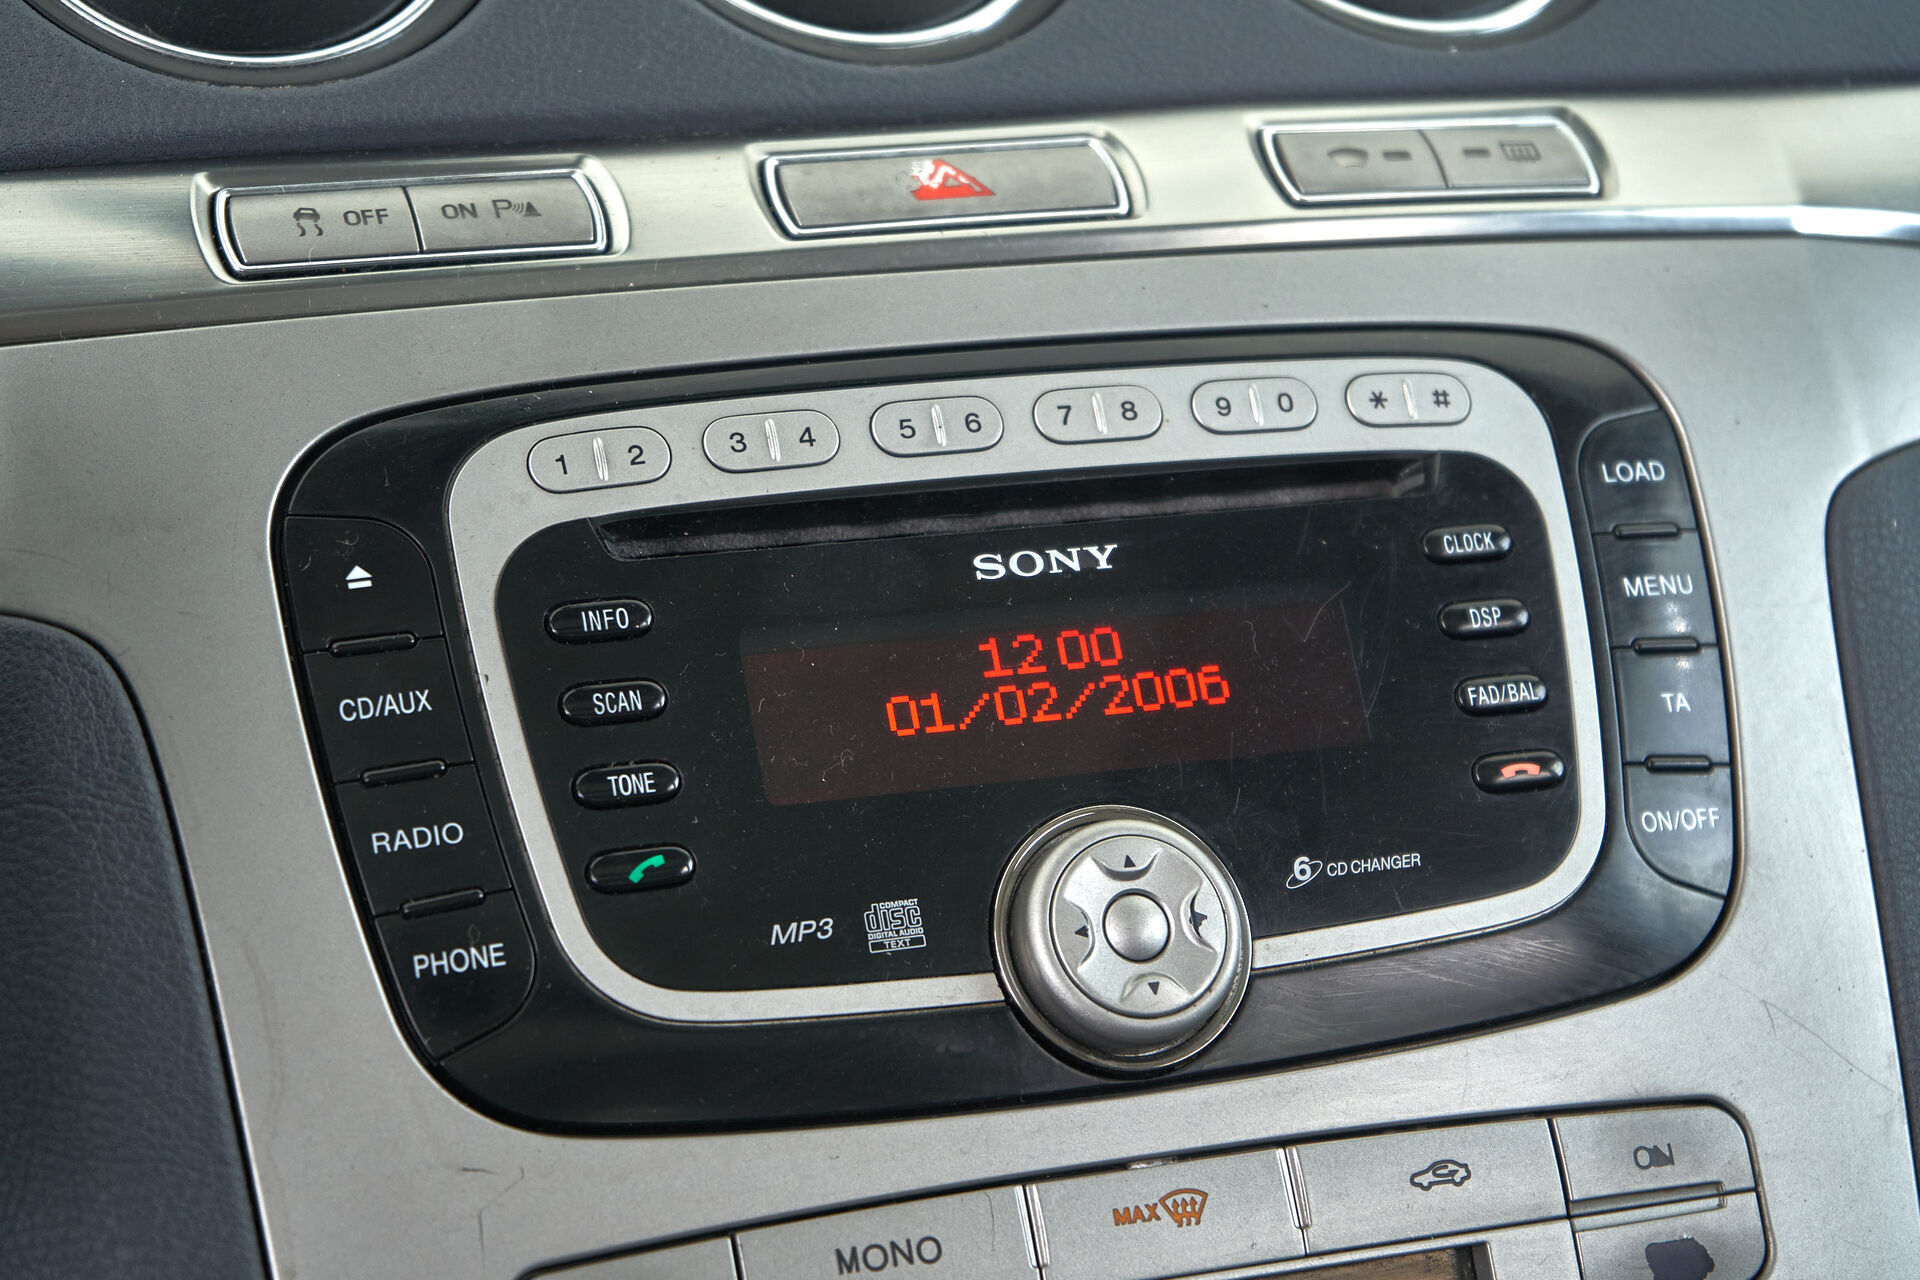 OFF
ON P
1 2
3 4
5 6
7 8
9 0
* #
LOAD
SONY
CLOCK
MENU
INFO
DSP
12 00
01/02/2006
CD/AUX
SCAN
FAD/BAL
TA
TONE
RADIO
ON/OFF
6 CD CHANGER
MP3
COMPACT
disc
DIGITAL AUDIO
TEXT
PHONE
ON
MAX
MONO